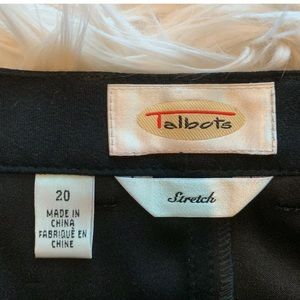 Talbots
20
MADE IN
CHINA
FABRIQUÉ EN
CHINE
Stretch